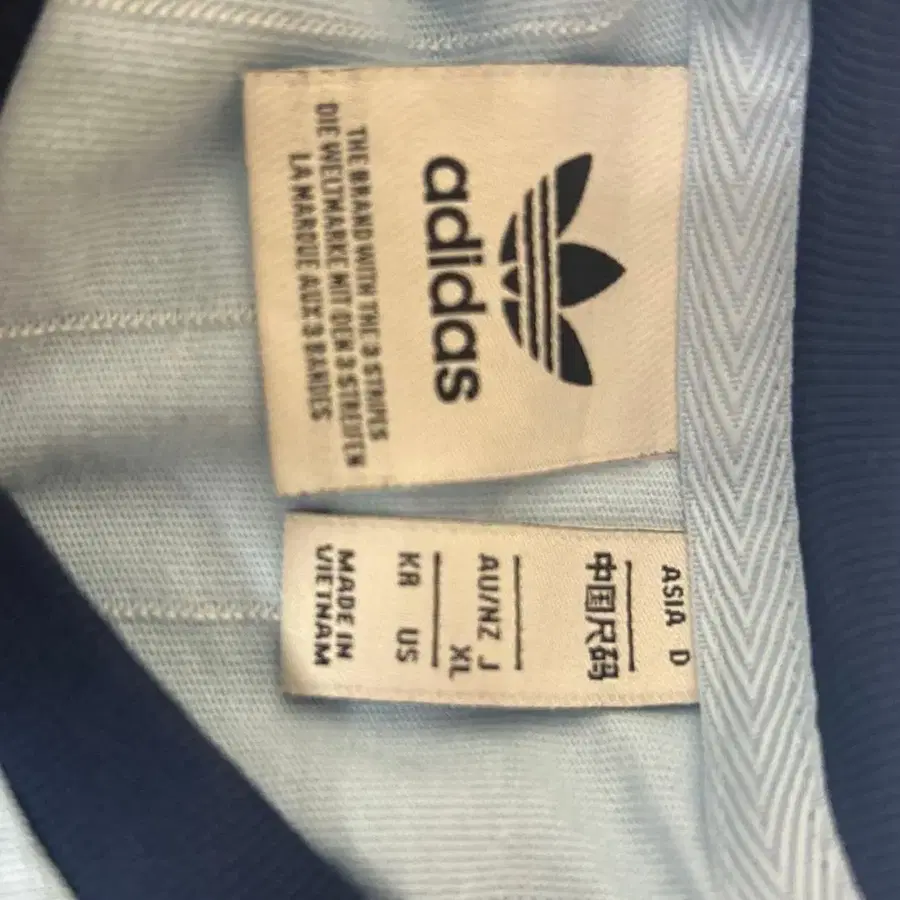 adidas
THE BRAND WITH THE 3 STRIPES
DIE WELTMARKE MIT DEN 3 STREIFEN
LA MARQUE AUX 3 BANDES
ASIA D
中国尺码
AU/NZ J
XL
KR US
MADE IN
VIETNAM